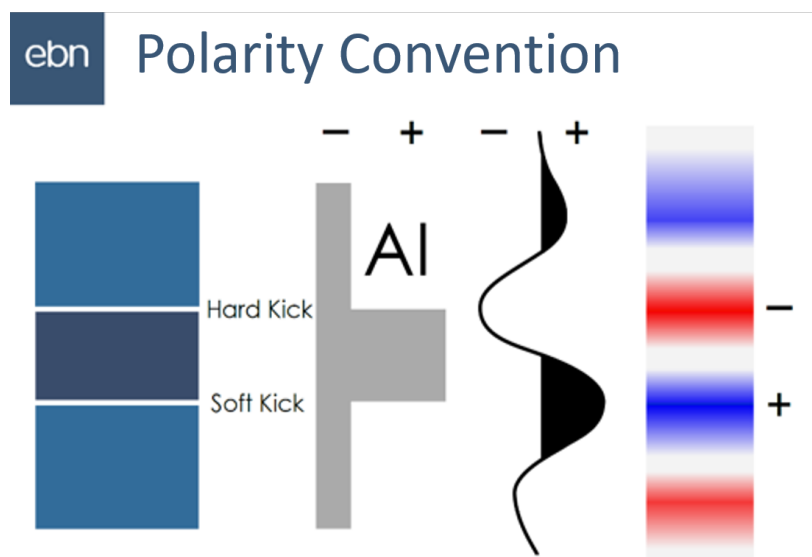 ebn
Polarity Convention
− + − +
AI
Hard Kick
−
Soft Kick
+